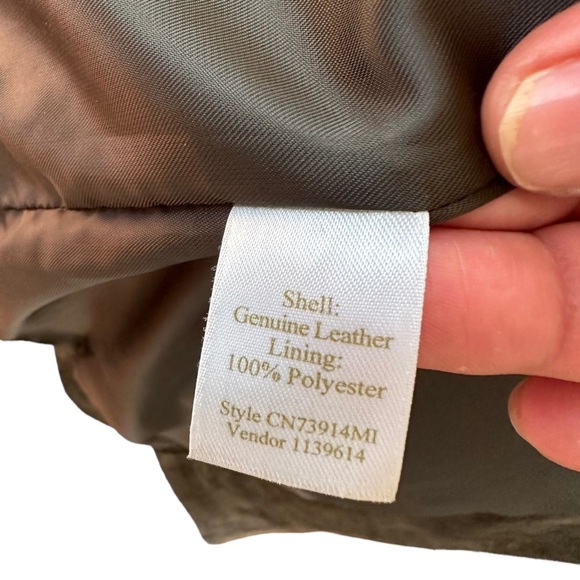 Shell:
Genuine Leather
Lining:
100% Polyester
Style CN73914MI
Vendor 1139614